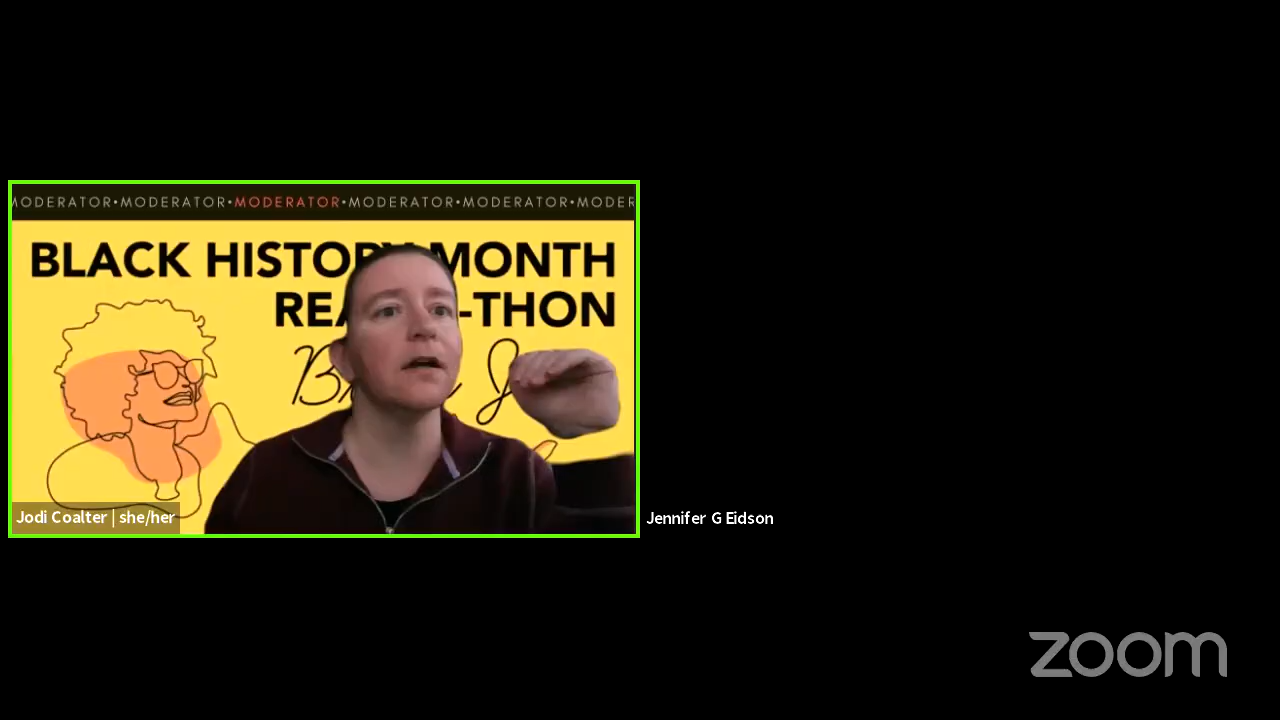 MODERATOR•MODERATOR•MODERATOR•MODERATOR•MODERATOR•MODER
BLACK HISTORY MONTH
REA -THON
Jodi Coalter | she/her
Jennifer G Eidson
zoom